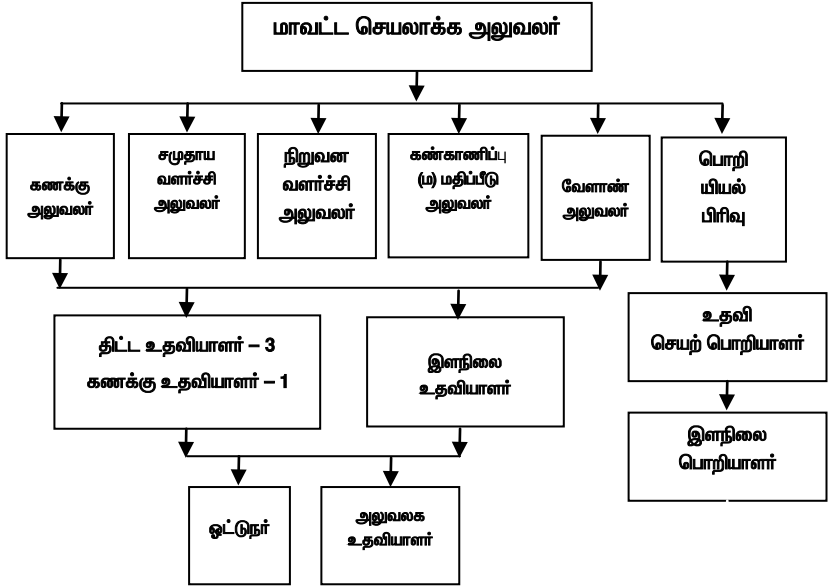 மாவட்ட செயலாக்க அலுவலர்
கணக்கு
அலுவலர்
சமுதாய
வளர்ச்சி
அலுவலர்
நிறுவன
வளர்ச்சி
அலுவலர்
கண்காணிப்பு
(ம) மதிப்பீடு
அலுவலர்
வேளாண்
அலுவலர்
பொறி
யியல்
பிரிவு
திட்ட உதவியாளர் – 3
கணக்கு உதவியாளர் – 1
இளநிலை
உதவியாளர்
உதவி
செயற் பொறியாளர்
இளநிலை
பொறியாளர்
ஓட்டுநர்
அலுவலக
உதவியாளர்